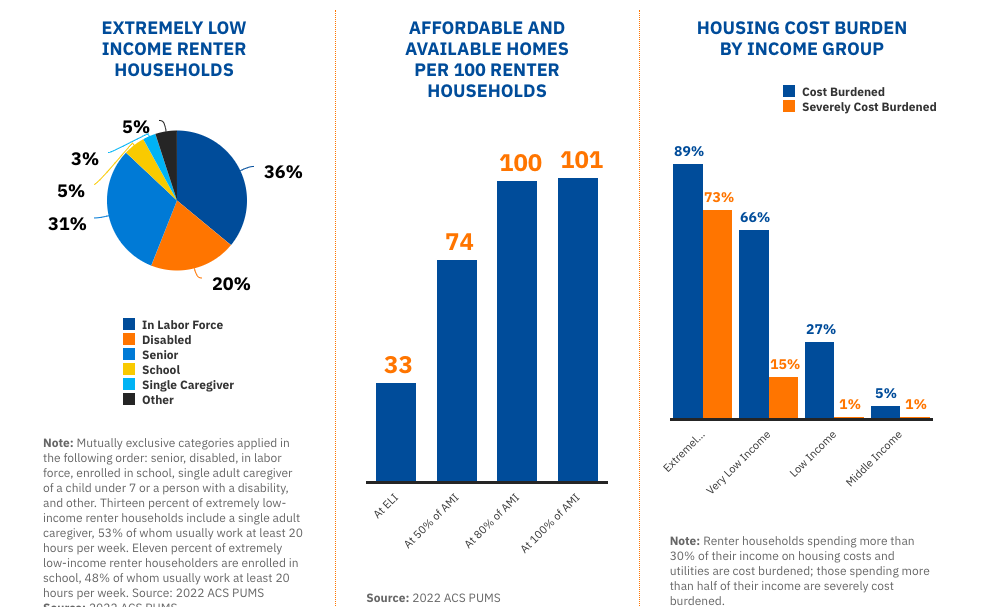 EXTREMELY LOW
INCOME RENTER
HOUSEHOLDS
5%
3%
5%
31%
36%
20%
In Labor Force
Disabled
Senior
School
Single Caregiver
Other
Note: Mutually exclusive categories applied in
the following order: senior, disabled, in labor
force, enrolled in school, single adult caregiver
of a child under 7 or a person with a disability,
and other. Thirteen percent of extremely low-
income renter households include a single adult
caregiver, 53% of whom usually work at least 20
hours per week. Eleven percent of extremely
low-income renter householders are enrolled in
school, 48% of whom usually work at least 20
hours per week. Source: 2022 ACS PUMS
Source: 2022 ACS PUMS
AFFORDABLE AND
AVAILABLE HOMES
PER 100 RENTER
HOUSEHOLDS
33
74
100
101
At ELI
At 50% of AMI
At 80% of AMI
At 100% of AMI
Source: 2022 ACS PUMS
HOUSING COST BURDEN
BY INCOME GROUP
Cost Burdened
Severely Cost Burdened
89%
73%
66%
15%
27%
1%
5%
1%
Extremel...
Very Low Income
Low Income
Middle Income
Note: Renter households spending more than
30% of their income on housing costs and
utilities are cost burdened; those spending more
than half of their income are severely cost
burdened.